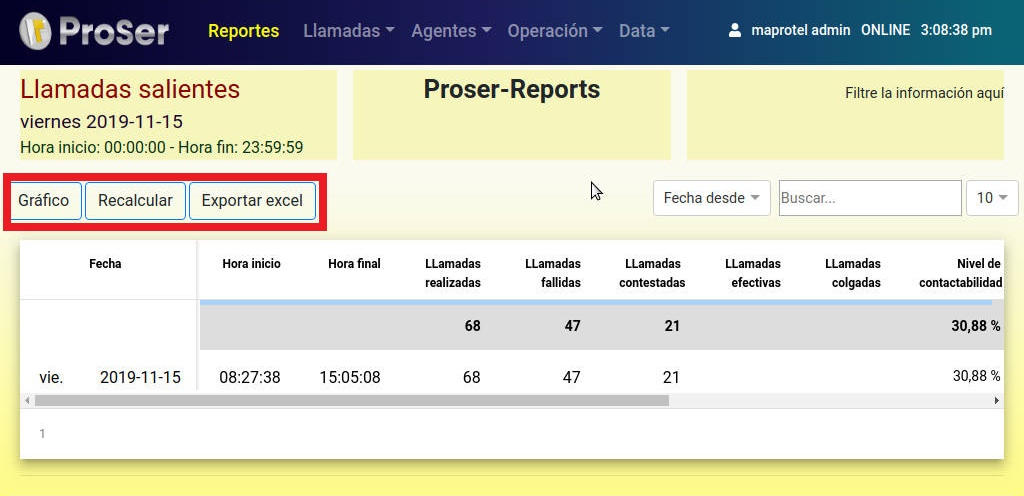 ProSer Reportes Llamadas Agentes Operación Data maprotel admin ONLINE 3:08:38 pm
Llamadas salientes
viernes 2019-11-15
Hora inicio: 00:00:00 - Hora fin: 23:59:59
Proser-Reports
Filtre la información aquí
Gráfico Recalcular Exportar excel Fecha desde Buscar... 10
Fecha Hora inicio Hora final LLamadas LLamadas LLamadas LLamadas LLamadas Nivel de
realizadas fallidas contestadas efectivas colgadas contactabilidad
68 47 21 30,88 %
vie. 2019-11-15 08:27:38 15:05:08 68 47 21 30,88 %
1